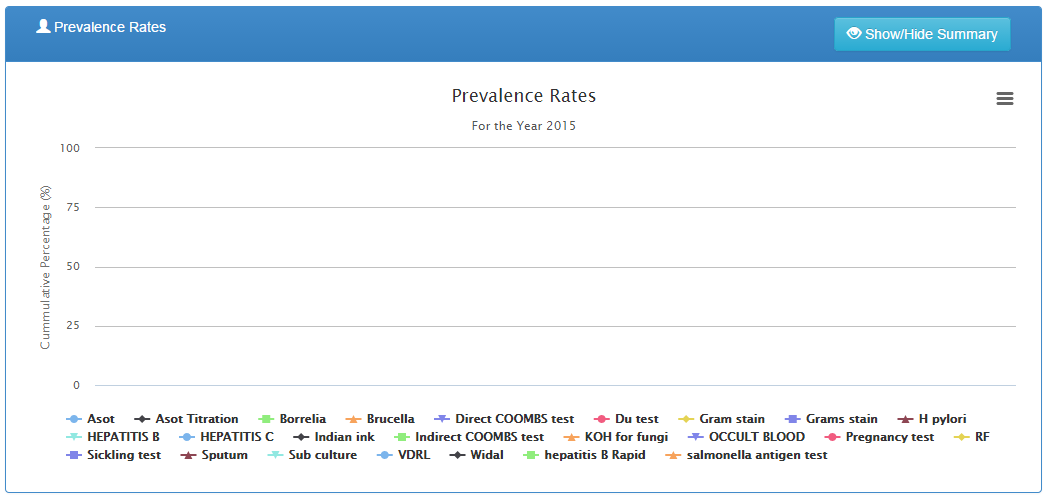 Prevalence Rates
Show/Hide Summary
Prevalence Rates
For the Year 2015
Cummulative Percentage (%)
100
75
50
25
0
Asot Asot Titration Borrelia Brucella Direct COOMBS test Du test Gram stain Grams stain H pylori
HEPATITIS B HEPATITIS C Indian ink Indirect COOMBS test KOH for fungi OCCULT BLOOD Pregnancy test RF
Sickling test Sputum Sub culture VDRL Widal hepatitis B Rapid salmonella antigen test